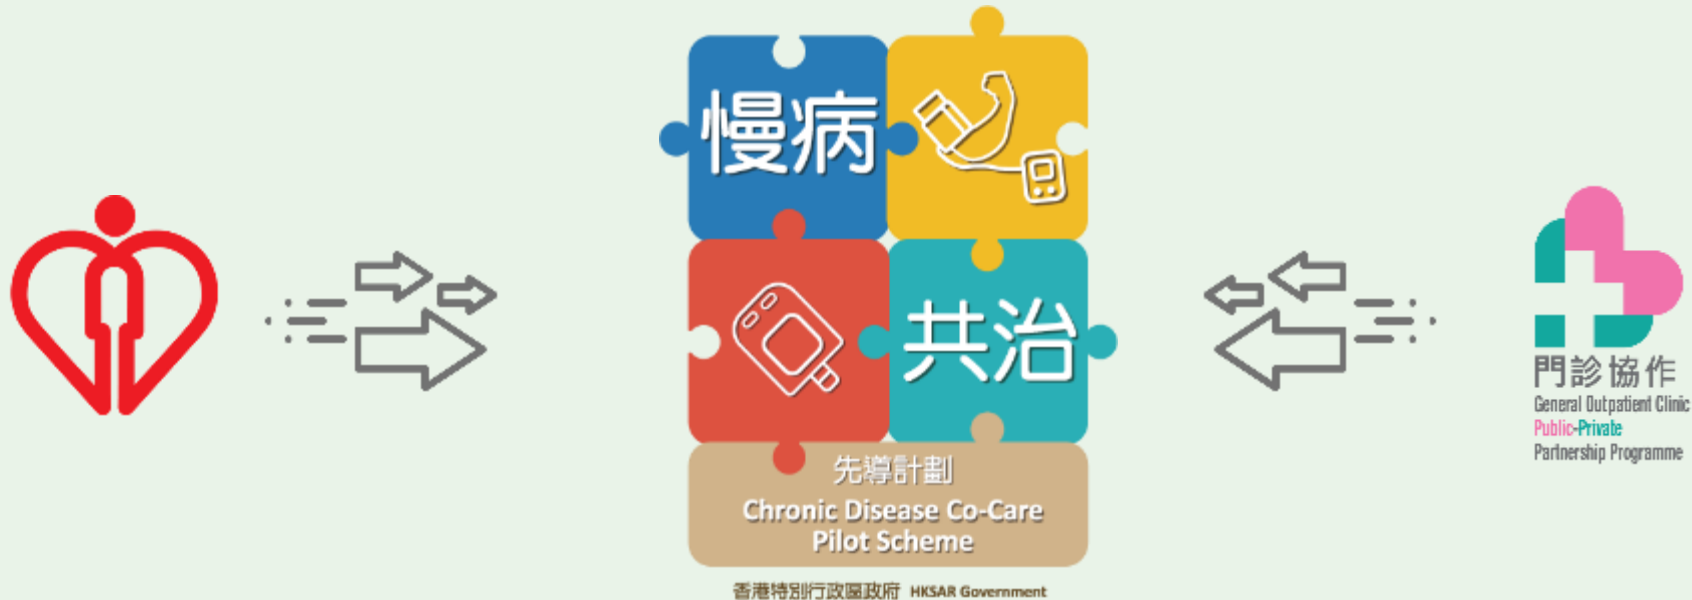 慢病
共治
先導計劃
Chronic Disease Co-Care
Pilot Scheme
香港特別行政區政府 HKSAR Government
門診協作
General Outpatient Clinic
Public-Private
Partnership Programme